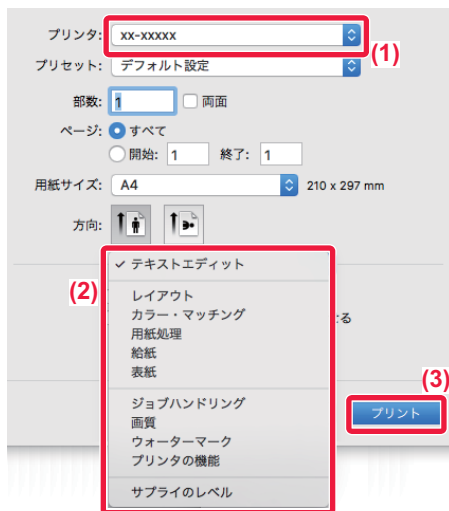 プリンタ: xx-xxxxx
(1)
プリセット: デフォルト設定
部数: 1 両面
ページ: すべて
開始: 1 終了: 1
用紙サイズ: A4 210 x 297 mm
方向:
✓ テキストエディット
(2)
レイアウト
カラー・マッチング
用紙処理
給紙
表紙
る
ジョブハンドリング
画質
ウォーターマーク
プリンタの機能
サプライのレベル
(3)
プリント